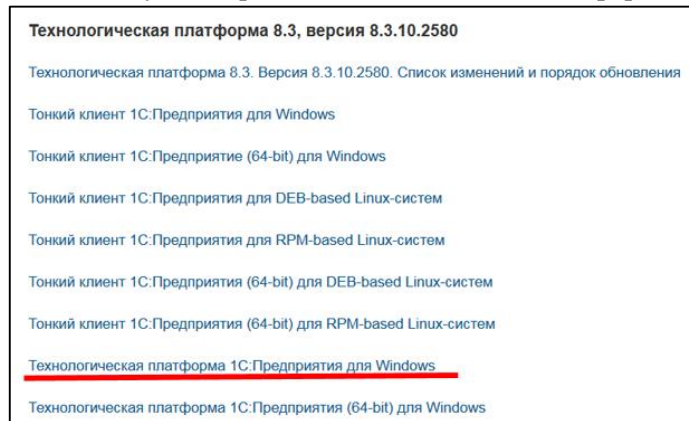 Технологическая платформа 8.3, версия 8.3.10.2580
Технологическая платформа 8.3. Версия 8.3.10.2580. Список изменений и порядок обновления
Тонкий клиент 1С:Предприятия для Windows
Тонкий клиент 1С:Предприятие (64-bit) для Windows
Тонкий клиент 1С:Предприятия для DEB-based Linux-систем
Тонкий клиент 1С:Предприятия для RPM-based Linux-систем
Тонкий клиент 1С:Предприятия (64-bit) для DEB-based Linux-систем
Тонкий клиент 1С:Предприятия (64-bit) для RPM-based Linux-систем
Технологическая платформа 1С:Предприятия для Windows
Технологическая платформа 1С:Предприятия (64-bit) для Windows